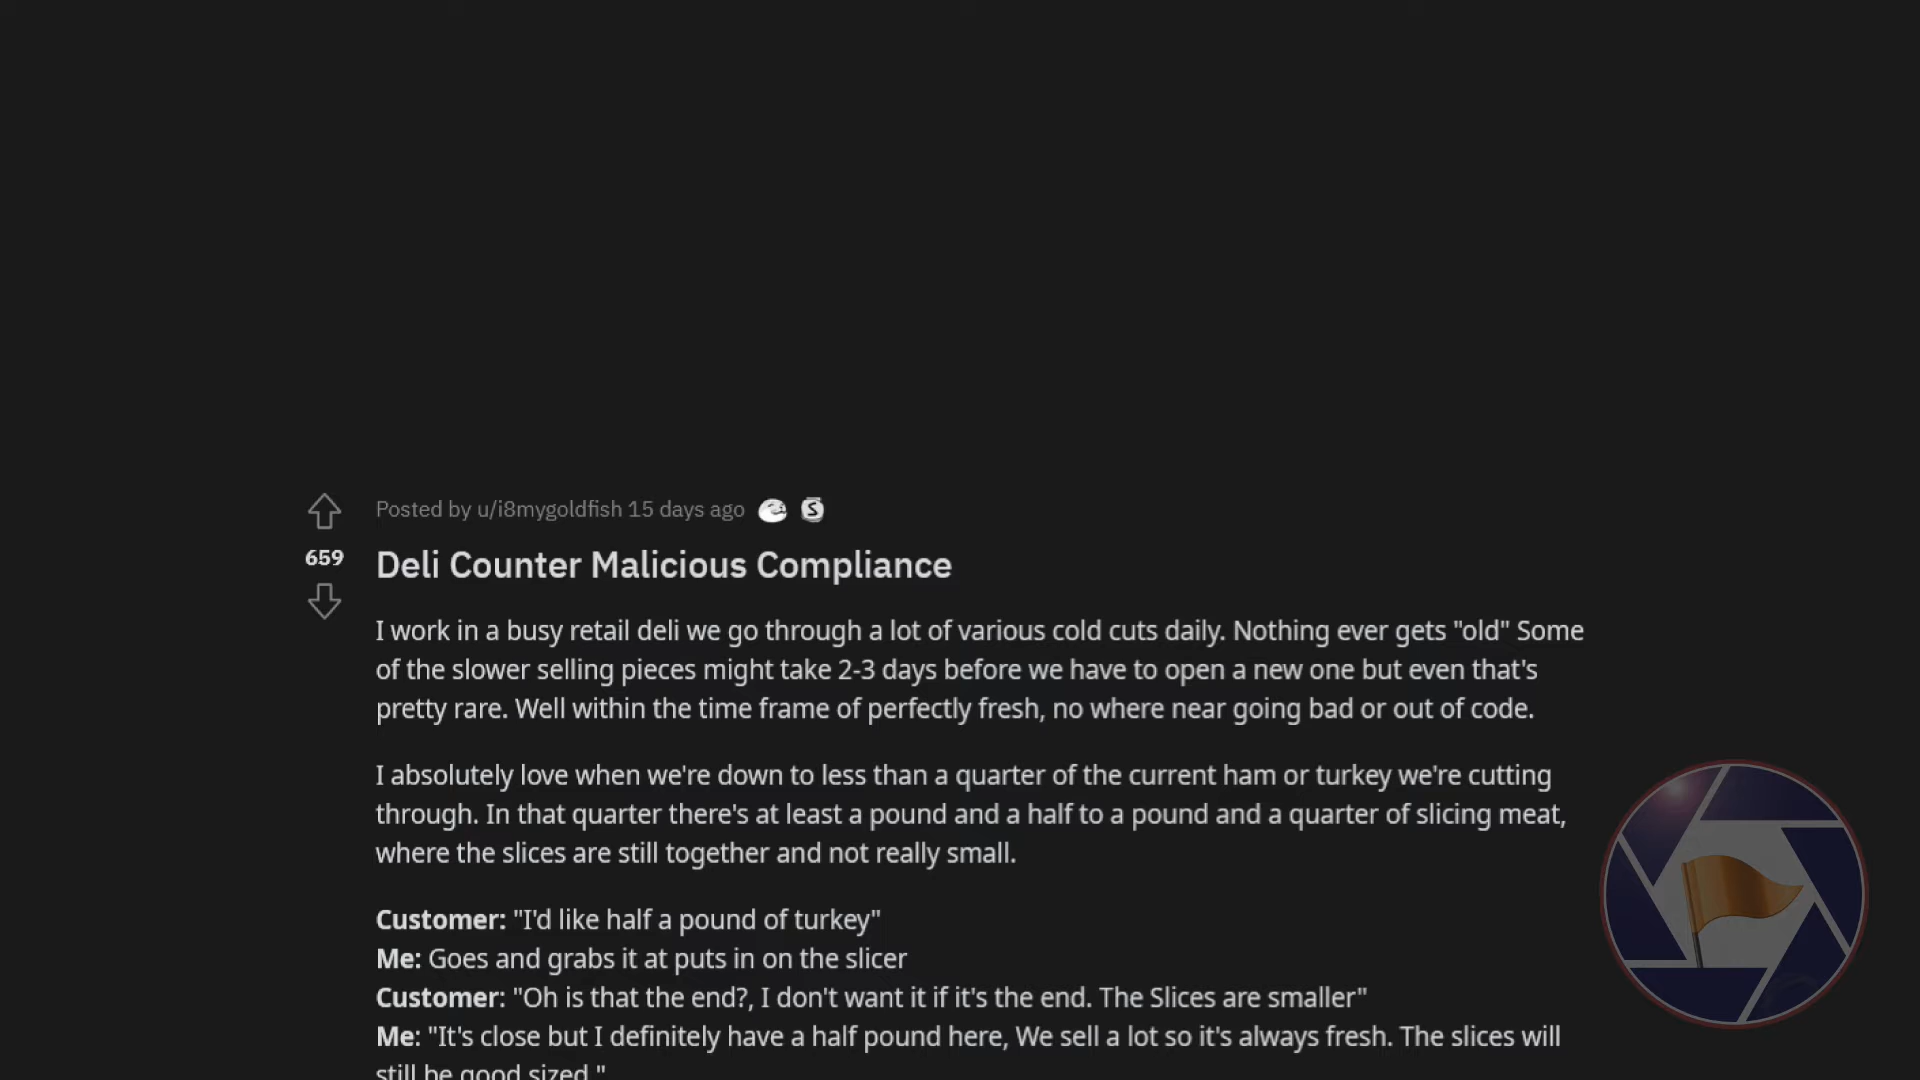 Posted by u/i8mygoldfish 15 days ago
659
Deli Counter Malicious Compliance
I work in a busy retail deli we go through a lot of various cold cuts daily. Nothing ever gets "old" Some
of the slower selling pieces might take 2-3 days before we have to open a new one but even that's
pretty rare. Well within the time frame of perfectly fresh, no where near going bad or out of code.
I absolutely love when we're down to less than a quarter of the current ham or turkey we're cutting
through. In that quarter there's at least a pound and a half to a pound and a quarter of slicing meat,
where the slices are still together and not really small.
Customer: "I'd like half a pound of turkey"
Me: Goes and grabs it at puts in on the slicer
Customer: "Oh is that the end?, I don't want it if it's the end. The Slices are smaller"
Me: "It's close but I definitely have a half pound here, We sell a lot so it's always fresh. The slices will
still be good sized."